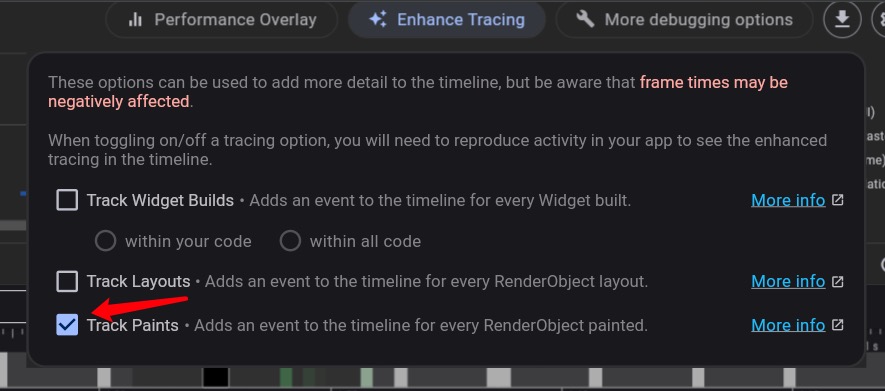 Performance Overlay
Enhance Tracing
More debugging options
These options can be used to add more detail to the timeline, but be aware that frame times may be
negatively affected.
When toggling on/off a tracing option, you will need to reproduce activity in your app to see the enhanced
tracing in the timeline.
Track Widget Builds • Adds an event to the timeline for every Widget built.
More info
within your code
within all code
Track Layouts • Adds an event to the timeline for every RenderObject layout.
More info
Track Paints • Adds an event to the timeline for every RenderObject painted.
More info